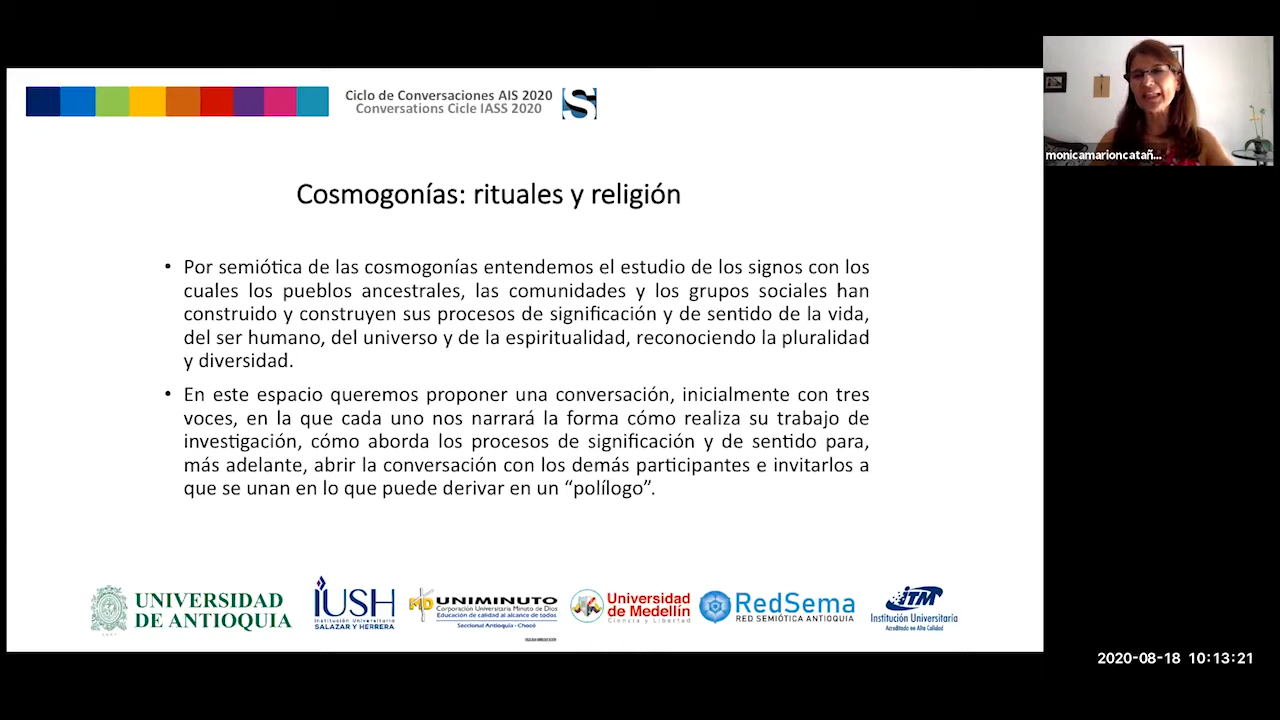 Ciclo de Conversaciones AIS 2020
Conversations Cicle IASS 2020
S
monicamarioncatañ...
Cosmogonías: rituales y religión
• Por semiótica de las cosmogonías entendemos el estudio de los signos con los
cuales los pueblos ancestrales, las comunidades y los grupos sociales han
construido y construyen sus procesos de significación y de sentido de la vida,
del ser humano, del universo y de la espiritualidad, reconociendo la pluralidad
y diversidad.
• En este espacio queremos proponer una conversación, inicialmente con tres
voces, en la que cada uno nos narrará la forma cómo realiza su trabajo de
investigación, cómo aborda los procesos de significación y de sentido para,
más adelante, abrir la conversación con los demás participantes e invitarlos a
que se unan en lo que puede derivar en un “polílogo”.
UNIVERSIDAD
DE ANTIOQUIA
IUSH
Institución Universitaria
SALAZAR Y HERRERA
MD UNIMINUTO
Corporación Universitaria Minuto de Dios
Educación de calidad al alcance de todos
Seccional Antioquia - Chocó
Universidad
de Medellín
Ciencia y Libertad
RedSema
RED SEMIÓTICA ANTIOQUIA
ITM
Institución Universitaria
Acreditada en Alta Calidad
2020-08-18 10:13:21